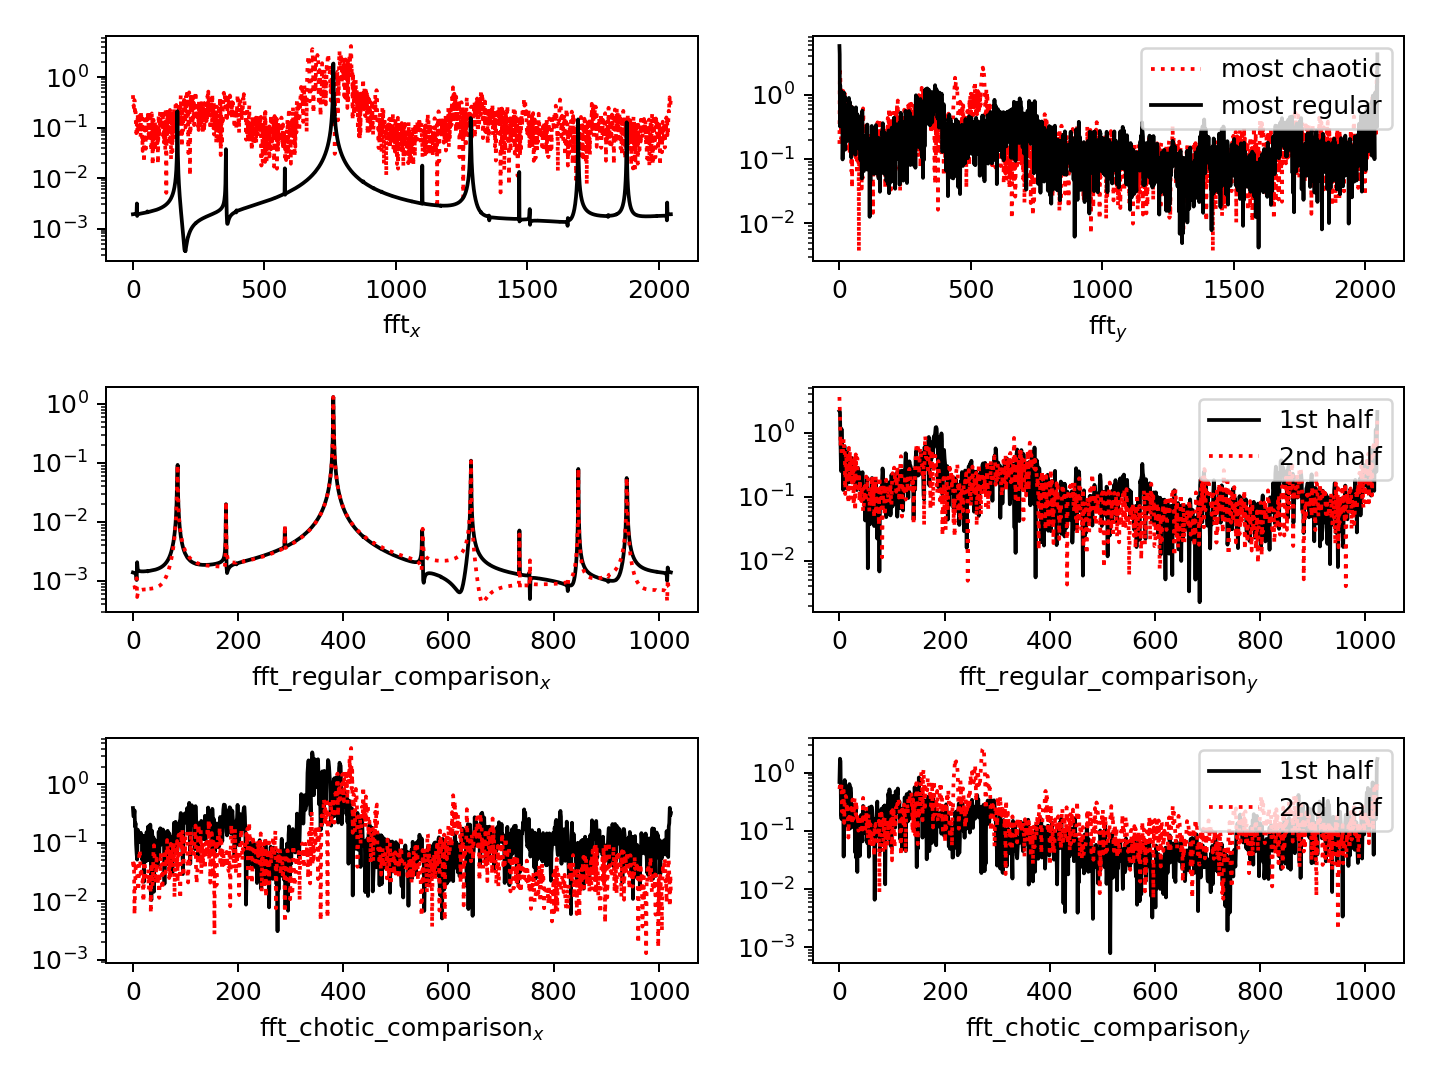 10⁰
10⁻¹
10⁻²
10⁻³
0 500 1000 1500 2000
fftₓ
most chaotic
most regular
10⁰
10⁻¹
10⁻²
0 500 1000 1500 2000
fft_y
10⁰
10⁻¹
10⁻²
10⁻³
0 200 400 600 800 1000
fft_regular_comparisonₓ
1st half
2nd half
10⁰
10⁻¹
10⁻²
0 200 400 600 800 1000
fft_regular_comparison_y
10⁰
10⁻¹
10⁻²
10⁻³
0 200 400 600 800 1000
fft_chotic_comparisonₓ
1st half
2nd half
10⁰
10⁻¹
10⁻²
10⁻³
0 200 400 600 800 1000
fft_chotic_comparison_y